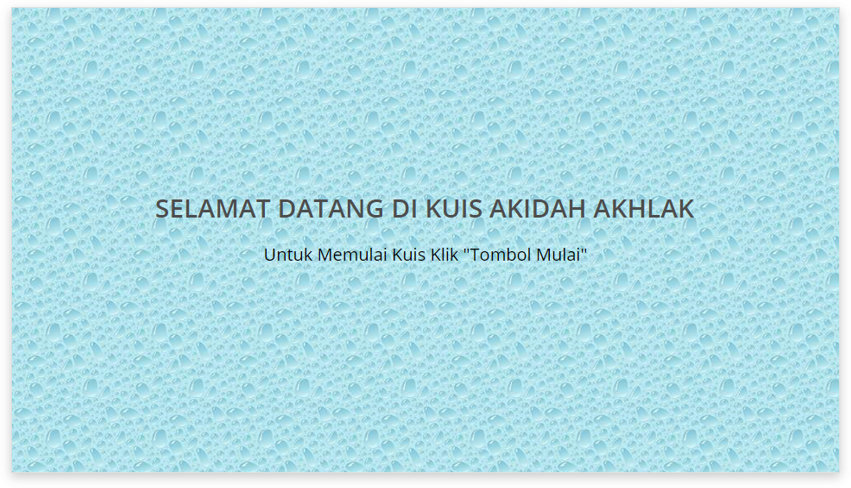 SELAMAT DATANG DI KUIS AKIDAH AKHLAK
Untuk Memulai Kuis Klik "Tombol Mulai"